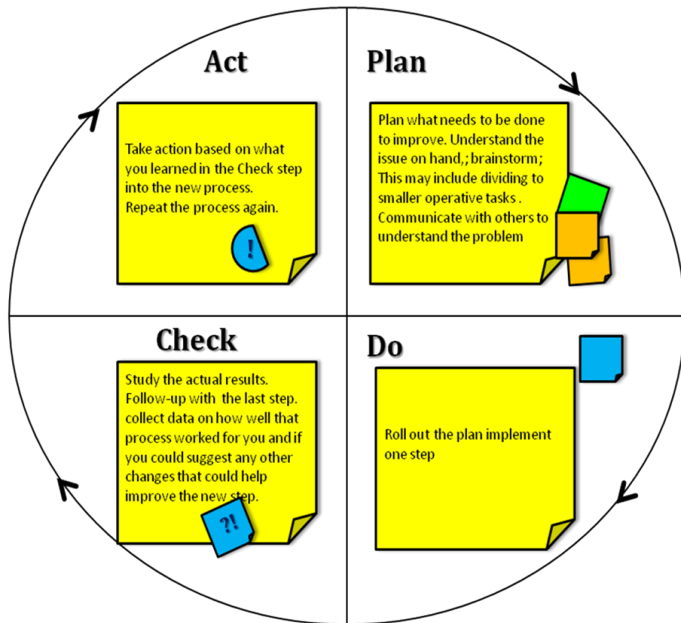 Act
Take action based on what
you learned in the Check step
into the new process.
Repeat the process again.
!
Plan
Plan what needs to be done
to improve. Understand the
issue on hand,; brainstorm;
This may include dividing to
smaller operative tasks .
Communicate with others to
understand the problem
Check
Study the actual results.
Follow-up with the last step.
collect data on how well that
process worked for you and if
you could suggest any other
changes that could help
improve the new step.
?!
Do
Roll out the plan implement
one step